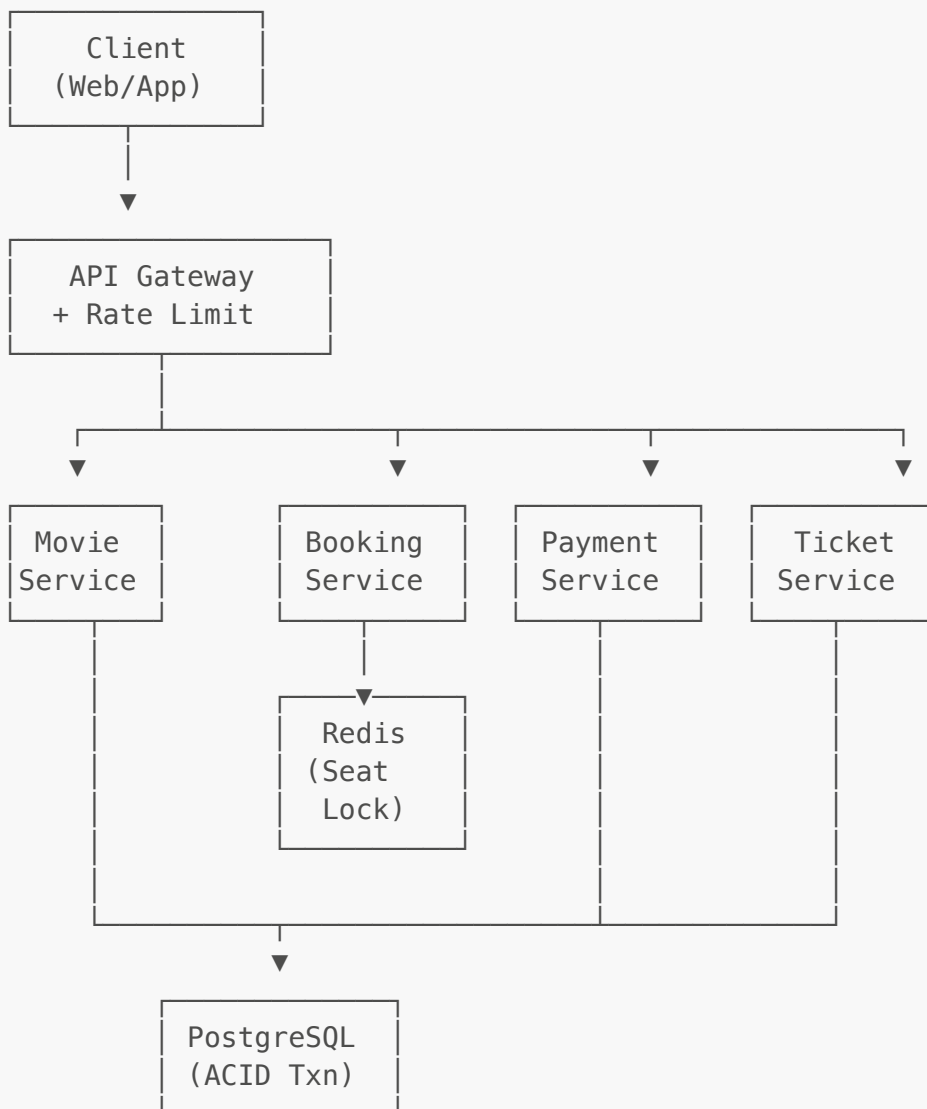 Client
(Web/App)
API Gateway
+ Rate Limit
Movie
Service
Booking
Service
Payment
Service
Ticket
Service
Redis
(Seat
Lock)
PostgreSQL
(ACID Txn)